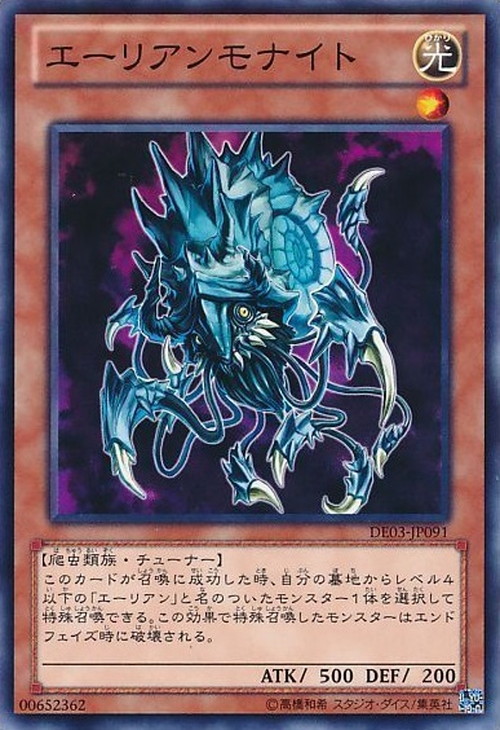 エーリアンモナイト
光
DE03-JP091
【爬虫類族・チューナー】
このカードが召喚に成功した時、自分の墓地からレベル4
以下の「エーリアン」と名のついたモンスター1体を選択して
特殊召喚できる。この効果で特殊召喚したモンスターはエンド
フェイズ時に破壊される。
ATK/ 500 DEF/ 200
00652362
©高橋和希 スタジオ・ダイス/集英社